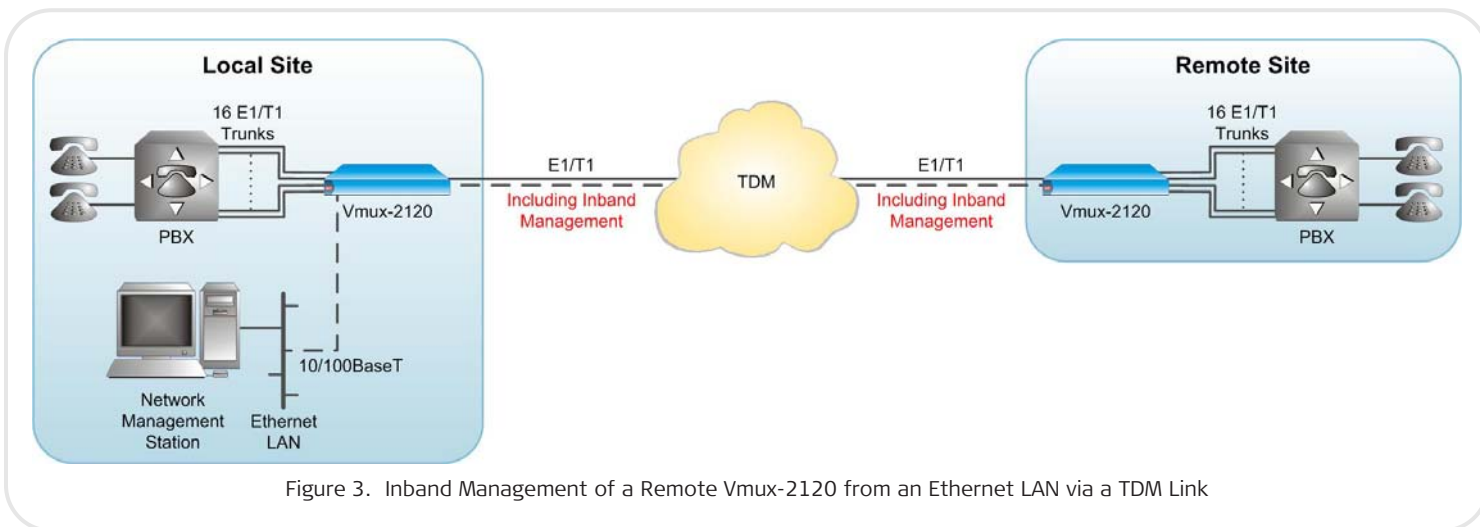 Local Site
16 E1/T1
Trunks
PBX
Vmux-2120
Network
Management
Station
Ethernet
LAN
10/100BaseT
E1/T1
Including Inband
Management
TDM
E1/T1
Including Inband
Management
Remote Site
16 E1/T1
Trunks
Vmux-2120
PBX
Figure 3. Inband Management of a Remote Vmux-2120 from an Ethernet LAN via a TDM Link